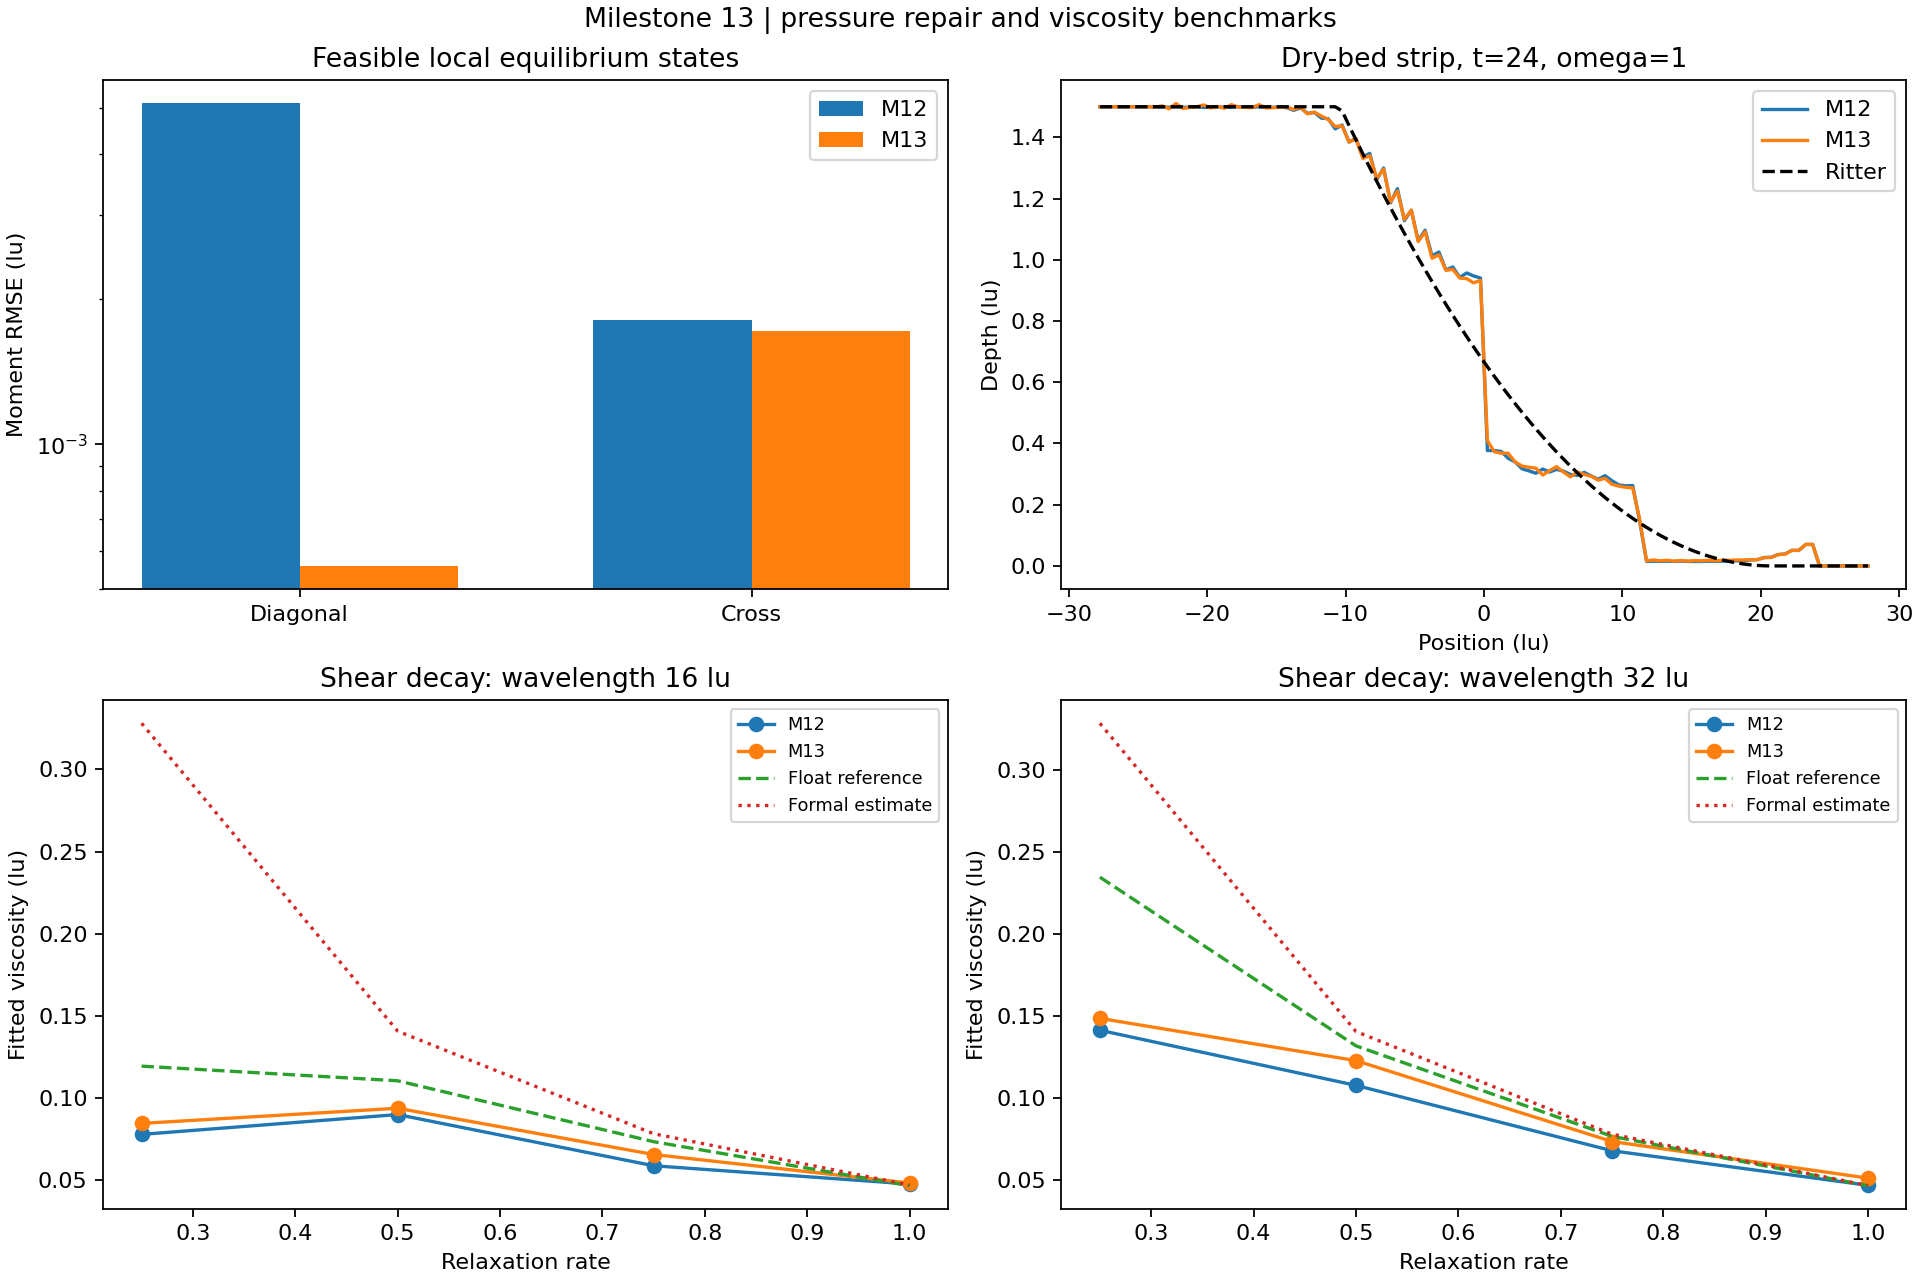 Milestone 13 | pressure repair and viscosity benchmarks
Feasible local equilibrium states
Moment RMSE (lu)
10⁻³
Diagonal
Cross
M12
M13
Dry-bed strip, t=24, omega=1
Depth (lu)
1.4
1.2
1.0
0.8
0.6
0.4
0.2
0.0
−30
−20
−10
0
10
20
30
Position (lu)
M12
M13
Ritter
Shear decay: wavelength 16 lu
Fitted viscosity (lu)
0.30
0.25
0.20
0.15
0.10
0.05
0.3
0.4
0.5
0.6
0.7
0.8
0.9
1.0
Relaxation rate
M12
M13
Float reference
Formal estimate
Shear decay: wavelength 32 lu
Fitted viscosity (lu)
0.30
0.25
0.20
0.15
0.10
0.05
0.3
0.4
0.5
0.6
0.7
0.8
0.9
1.0
Relaxation rate
M12
M13
Float reference
Formal estimate